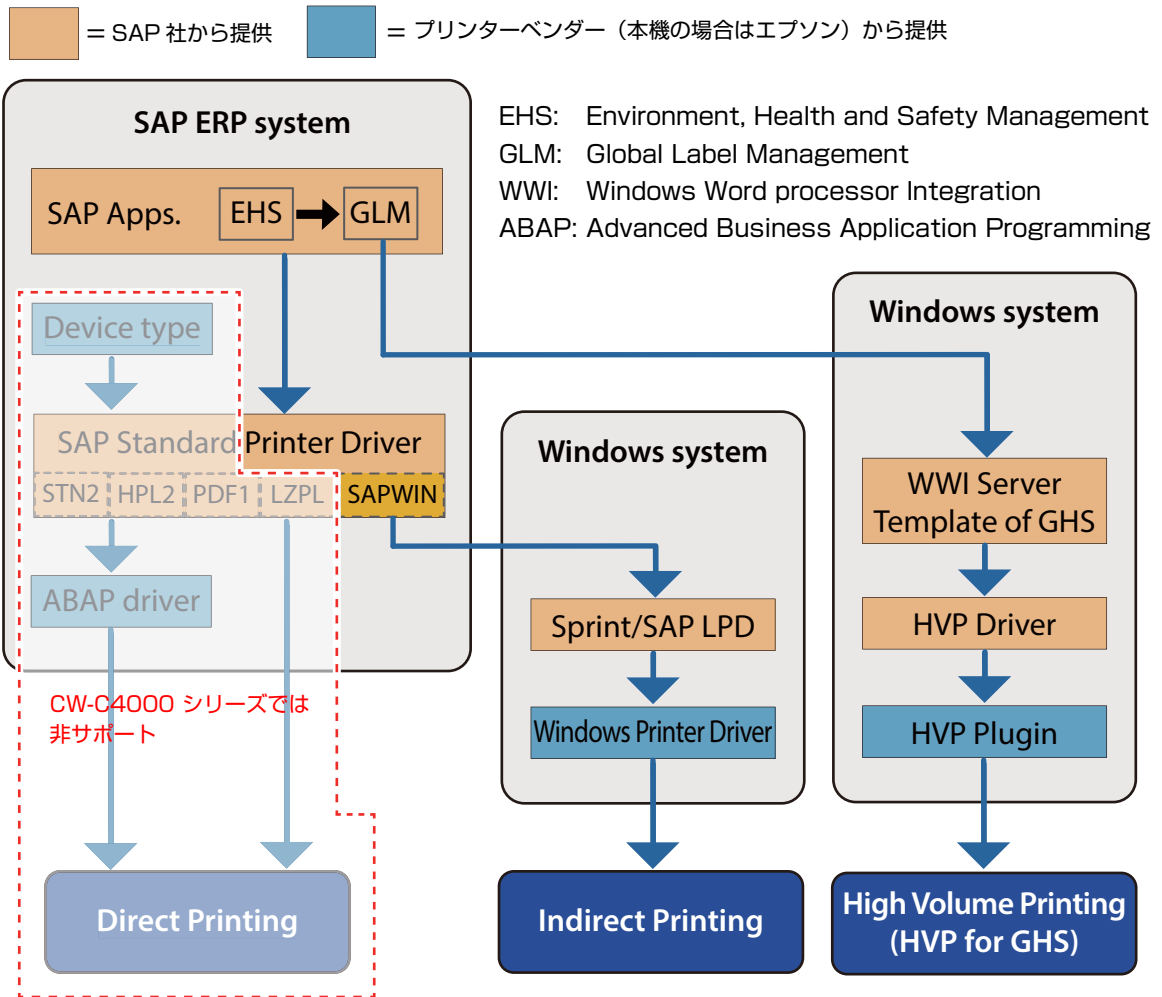 = SAP 社から提供
= プリンターベンダー（本機の場合はエプソン）から提供
SAP ERP system
EHS: Environment, Health and Safety Management
GLM: Global Label Management
WWI: Windows Word processor Integration
ABAP: Advanced Business Application Programming
SAP Apps.
EHS
GLM
Device type
SAP Standard Printer Driver
STN2
HPL2
PDF1
LZPL
SAPWIN
ABAP driver
CW-C4000 シリーズでは
非サポート
Direct Printing
Windows system
Sprint/SAP LPD
Windows Printer Driver
Indirect Printing
Windows system
WWI Server
Template of GHS
HVP Driver
HVP Plugin
High Volume Printing
(HVP for GHS)